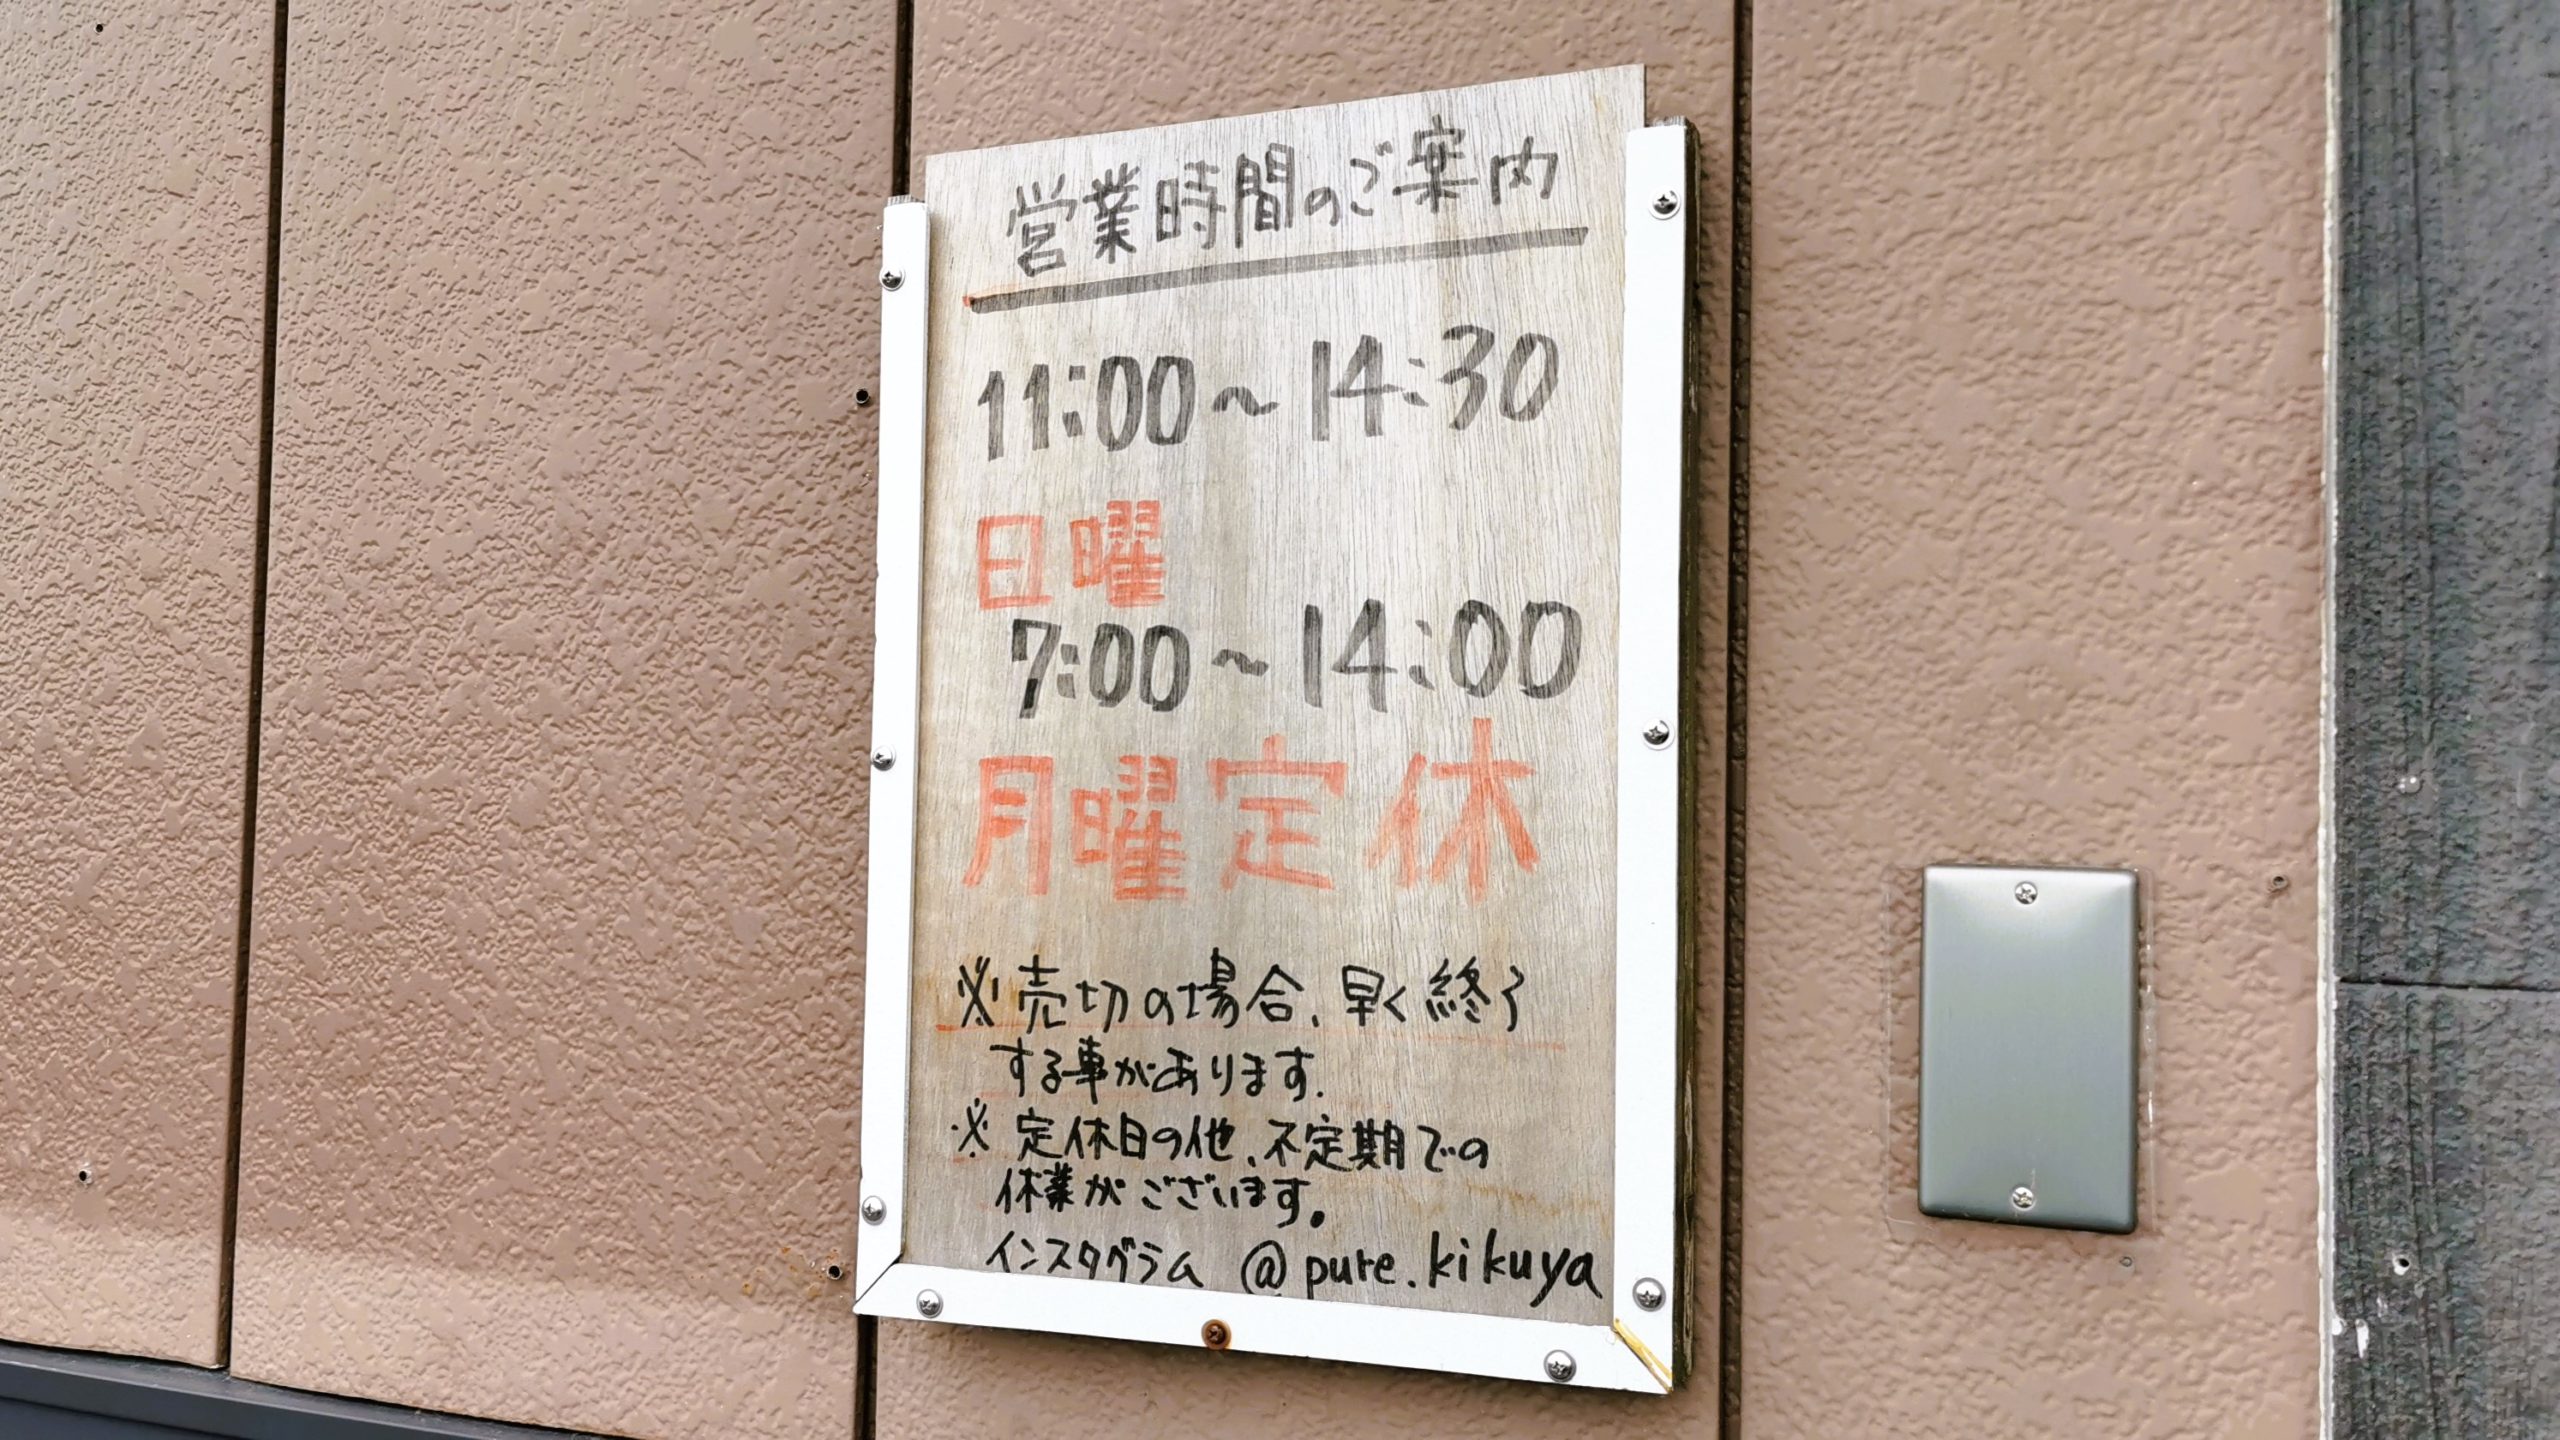 営業時間のご案内
11:00~14:30
日曜
7:00~14:00
月曜定休
※売切の場合、早く終了
する事があります.
※定休日の他、不定期での
休業がございます。
インスタグラム @pure.kikuya